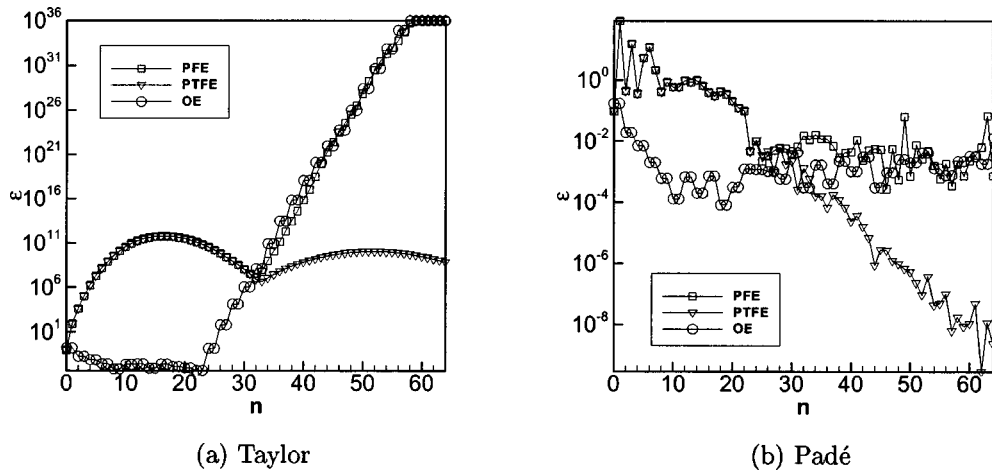 10^36
10^31
10^26
10^21
10^16
10^11
10^6
10^1
ε
PFE
PTFE
OE
0 10 20 30 40 50 60
n
(a) Taylor
10^0
10^-2
10^-4
10^-6
10^-8
ε
PFE
PTFE
OE
0 10 20 30 40 50 60
n
(b) Padé